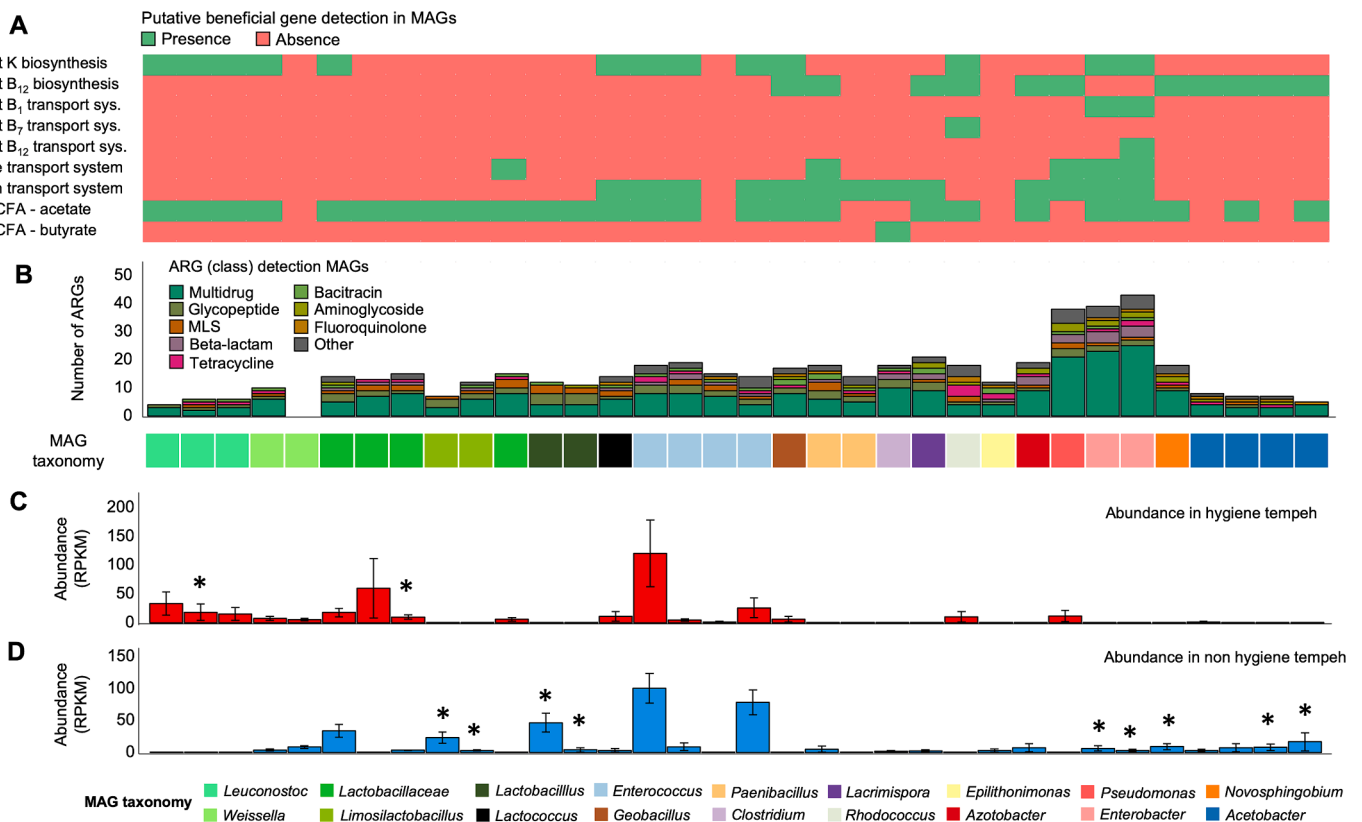 A
Putative beneficial gene detection in MAGs
Presence
Absence
t K biosynthesis
t B12 biosynthesis
t B1 transport sys.
t B7 transport sys.
t B12 transport sys.
e transport system
n transport system
CFA - acetate
CFA - butyrate
B
ARG (class) detection MAGs
Number of ARGs
50
40
30
20
10
0
Multidrug
Glycopeptide
MLS
Beta-lactam
Tetracycline
Bacitracin
Aminoglycoside
Fluoroquinolone
Other
MAG
taxonomy
C
Abundance in hygiene tempeh
Abundance
(RPKM)
200
150
100
50
0
* *
D
Abundance in non hygiene tempeh
Abundance
(RPKM)
150
100
50
0
* * * * * * * * *
MAG taxonomy
Leuconostoc Lactobacillaceae Lactobacilllus Enterococcus Paenibacillus Lacrimispora Epilithonimonas Pseudomonas Novosphingobium
Weissella Limosilactobacillus Lactococcus Geobacillus Clostridium Rhodococcus Azotobacter Enterobacter Acetobacter